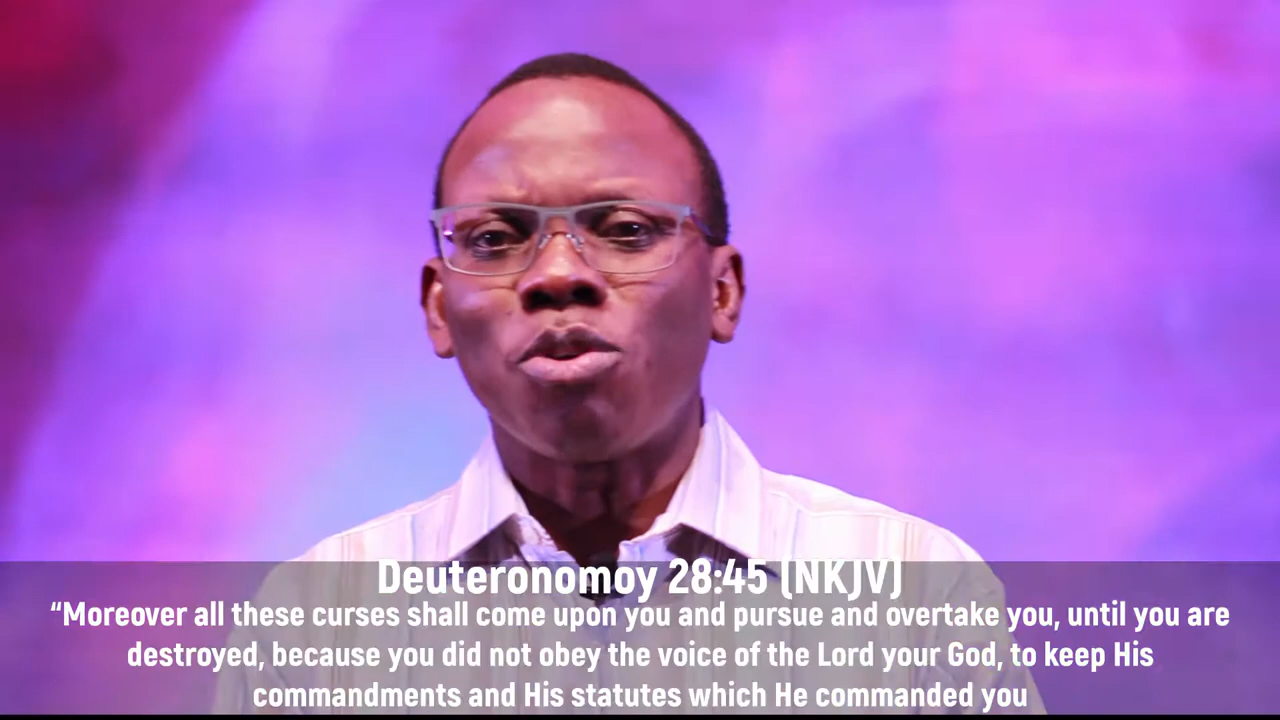 Deuteronomoy 28:45 (NKJV)
“Moreover all these curses shall come upon you and pursue and overtake you, until you are
destroyed, because you did not obey the voice of the Lord your God, to keep His
commandments and His statutes which He commanded you